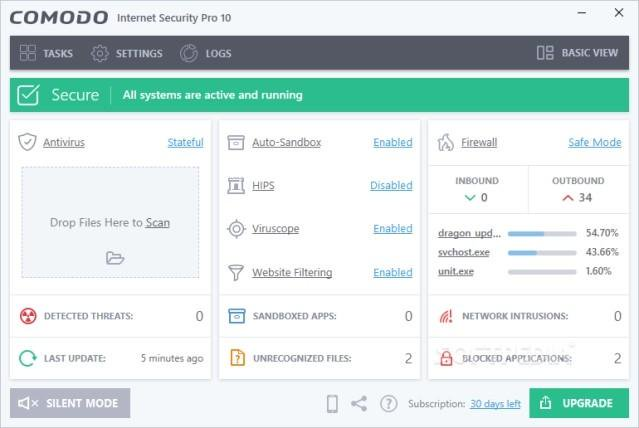 COMODO Internet Security Pro 10
TASKS SETTINGS LOGS BASIC VIEW
Secure All systems are active and running
Antivirus Stateful
Drop Files Here to Scan
DETECTED THREATS: 0
LAST UPDATE: 5 minutes ago
Auto-Sandbox Enabled
HIPS Disabled
Viruscope Enabled
Website Filtering Enabled
SANDBOXED APPS: 0
UNRECOGNIZED FILES: 2
Firewall Safe Mode
INBOUND OUTBOUND
0 34
dragon_upd... 54.70%
svchost.exe 43.66%
unit.exe 1.60%
NETWORK INTRUSIONS: 0
BLOCKED APPLICATIONS: 2
SILENT MODE Subscription: 30 days left UPGRADE